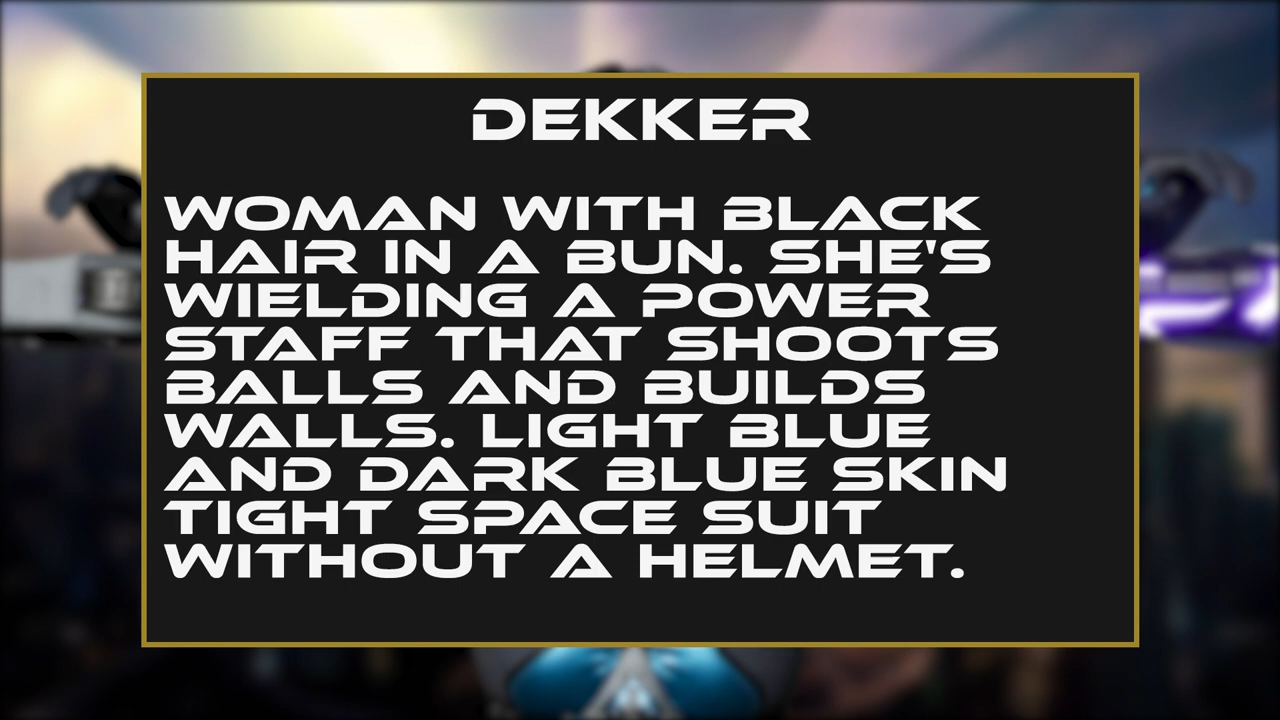 DEKKER
WOMAN WITH BLACK
HAIR IN A BUN. SHE'S
WIELDING A POWER
STAFF THAT SHOOTS
BALLS AND BUILDS
WALLS. LIGHT BLUE
AND DARK BLUE SKIN
TIGHT SPACE SUIT
WITHOUT A HELMET.